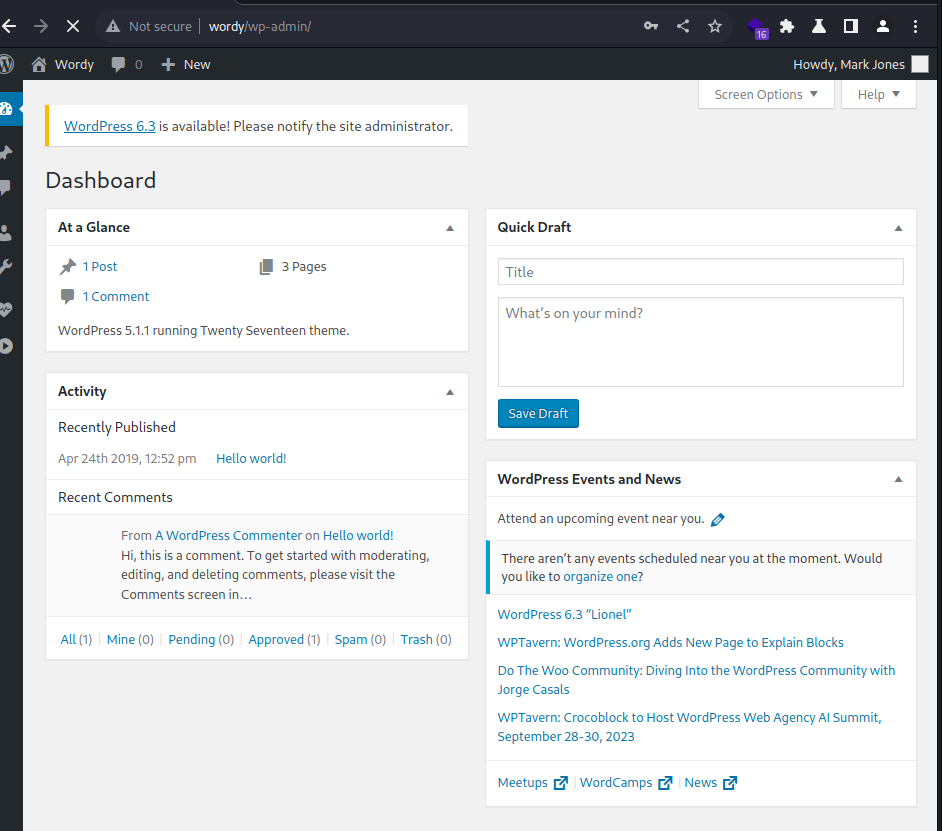 Not secure | wordy/wp-admin/
16
Wordy 0 New
Howdy, Mark Jones
Screen Options Help
WordPress 6.3 is available! Please notify the site administrator.
Dashboard
At a Glance
1 Post
3 Pages
1 Comment
WordPress 5.1.1 running Twenty Seventeen theme.
Activity
Recently Published
Apr 24th 2019, 12:52 pm Hello world!
Recent Comments
From A WordPress Commenter on Hello world!
Hi, this is a comment. To get started with moderating,
editing, and deleting comments, please visit the
Comments screen in…
All (1) | Mine (0) | Pending (0) | Approved (1) | Spam (0) | Trash (0)
Quick Draft
Title
What’s on your mind?
Save Draft
WordPress Events and News
Attend an upcoming event near you.
There aren’t any events scheduled near you at the moment. Would
you like to organize one?
WordPress 6.3 “Lionel”
WPTavern: WordPress.org Adds New Page to Explain Blocks
Do The Woo Community: Diving Into the WordPress Community with
Jorge Casals
WPTavern: Crocoblock to Host WordPress Web Agency AI Summit,
September 28-30, 2023
Meetups | WordCamps | News